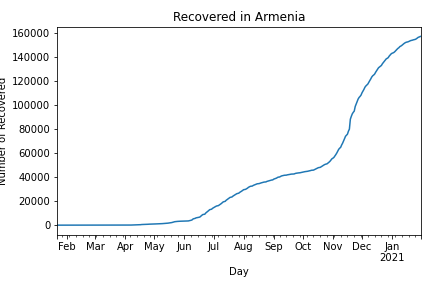 Recovered in Armenia
160000
140000
120000
100000
80000
60000
40000
20000
0
Number of Recovered
Feb Mar Apr May Jun Jul Aug Sep Oct Nov Dec Jan
2021
Day